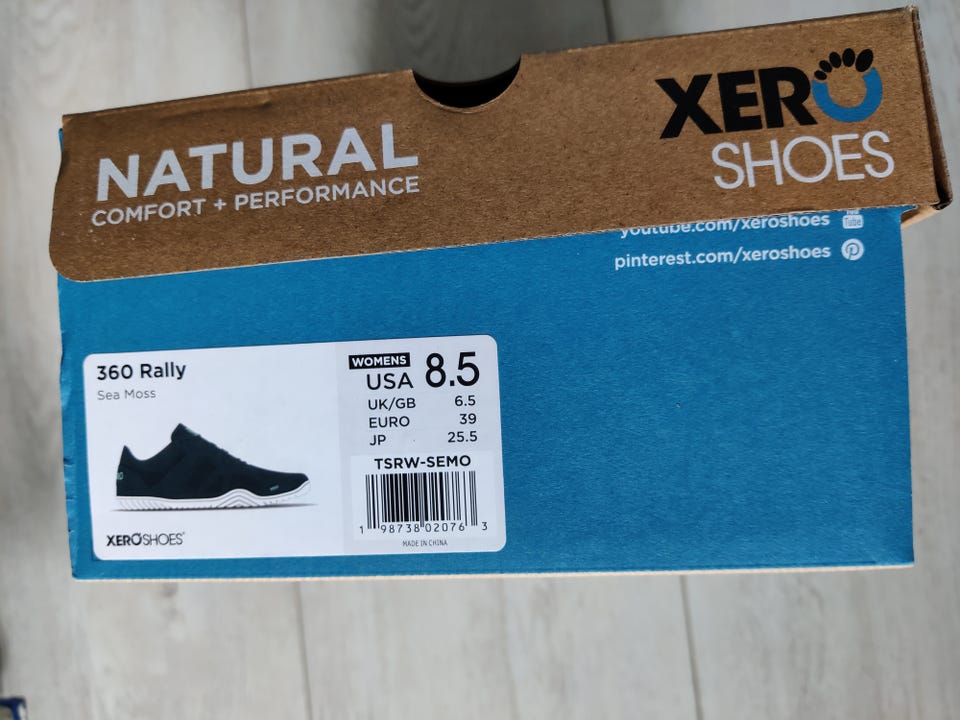 NATURAL
COMFORT + PERFORMANCE
XERO
SHOES
youtube.com/xeroshoes
You
Tube
pinterest.com/xeroshoes
360 Rally
Sea Moss
WOMENS
USA 8.5
UK/GB 6.5
EURO 39
JP 25.5
TSRW-SEMO
1 98738 02076 3
MADE IN CHINA
XEROSHOES®